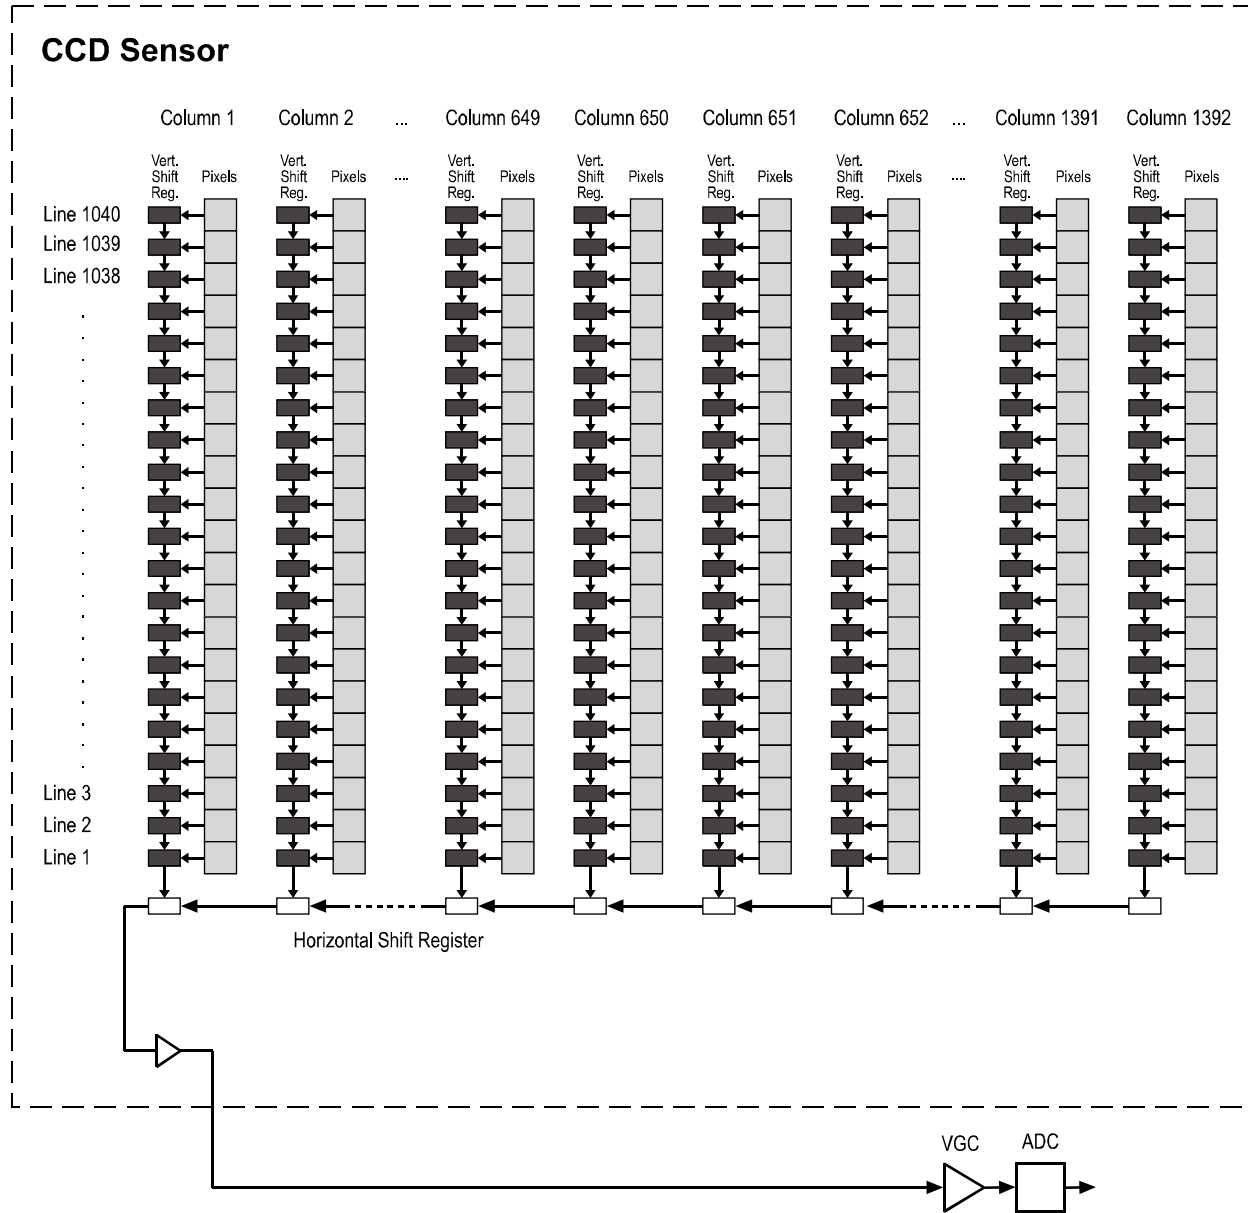 CCD Sensor
Column 1 Column 2 ... Column 649 Column 650 Column 651 Column 652 ... Column 1391 Column 1392
Vert. Vert. Vert. Vert. Vert. Vert. Vert. Vert.
Shift Pixels Shift Pixels .... Shift Pixels Shift Pixels Shift Pixels Shift Pixels .... Shift Pixels Shift Pixels
Reg. Reg. Reg. Reg. Reg. Reg. Reg. Reg.
Line 1040
Line 1039
Line 1038
Line 3
Line 2
Line 1
Horizontal Shift Register
VGC ADC